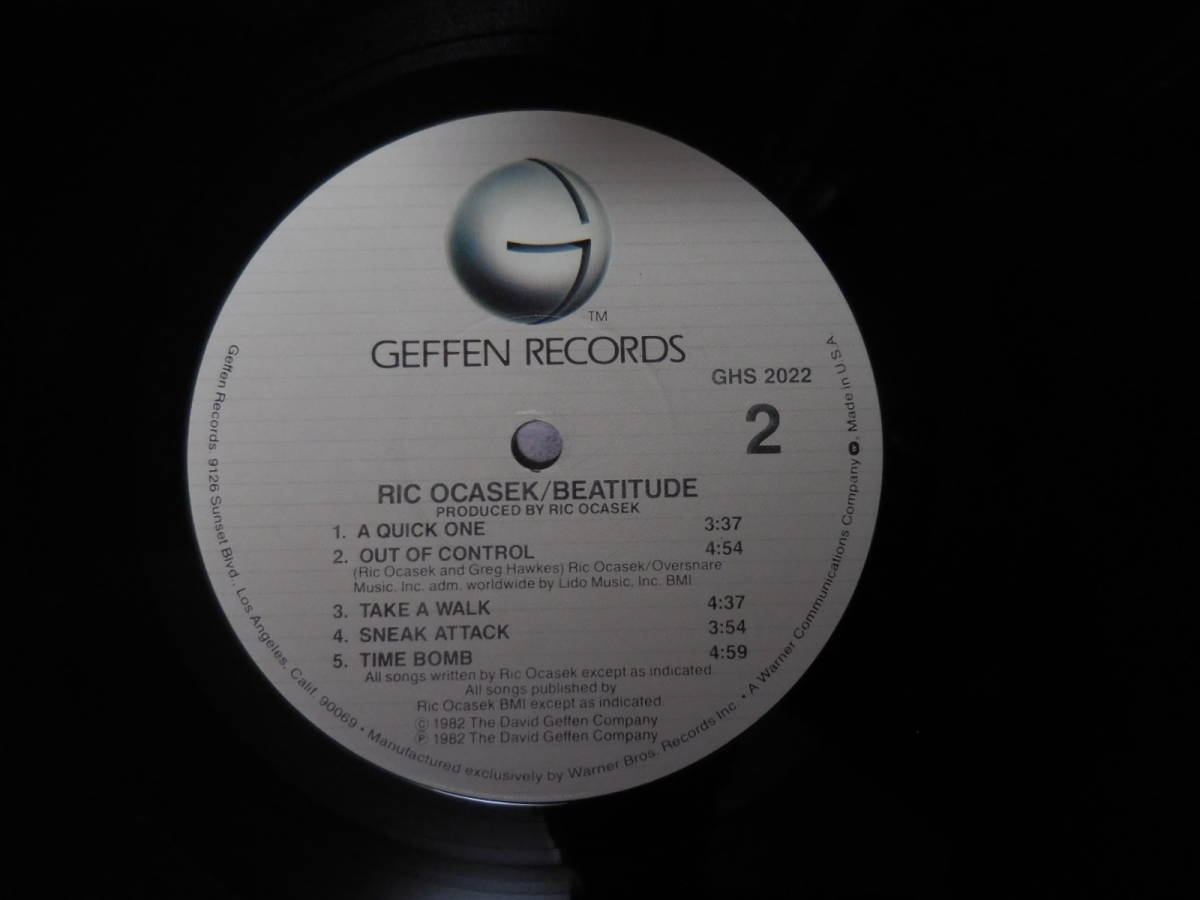 TM
GEFFEN RECORDS
GHS 2022
2
RIC OCASEK/BEATITUDE
PRODUCED BY RIC OCASEK
1. A QUICK ONE 3:37
2. OUT OF CONTROL 4:54
(Ric Ocasek and Greg Hawkes) Ric Ocasek/Oversnare
Music, Inc. adm. worldwide by Lido Music, Inc. BMI
3. TAKE A WALK 4:37
4. SNEAK ATTACK 3:54
5. TIME BOMB 4:59
All songs written by Ric Ocasek except as indicated.
All songs published by
Ric Ocasek BMI except as indicated.
© 1982 The David Geffen Company
℗ 1982 The David Geffen Company
Geffen Records, 9126 Sunset Blvd. Los Angeles, Calif. 90069 • Manufactured exclusively by Warner Bros. Records Inc. • A Warner Communications Company, Made in U.S.A.